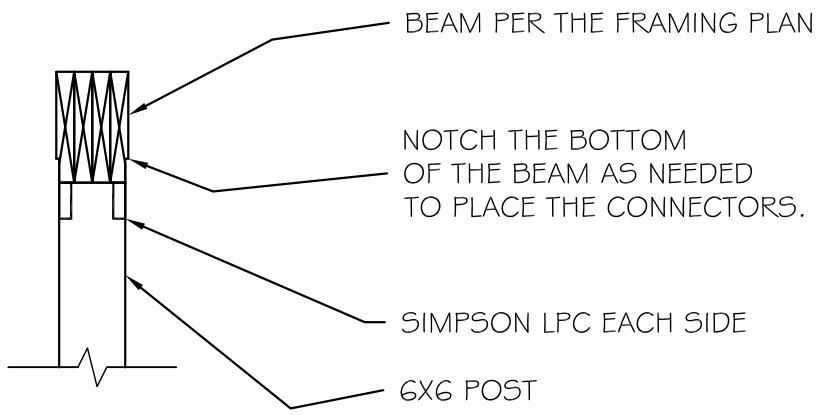 BEAM PER THE FRAMING PLAN
NOTCH THE BOTTOM
OF THE BEAM AS NEEDED
TO PLACE THE CONNECTORS.
SIMPSON LPC EACH SIDE
6X6 POST